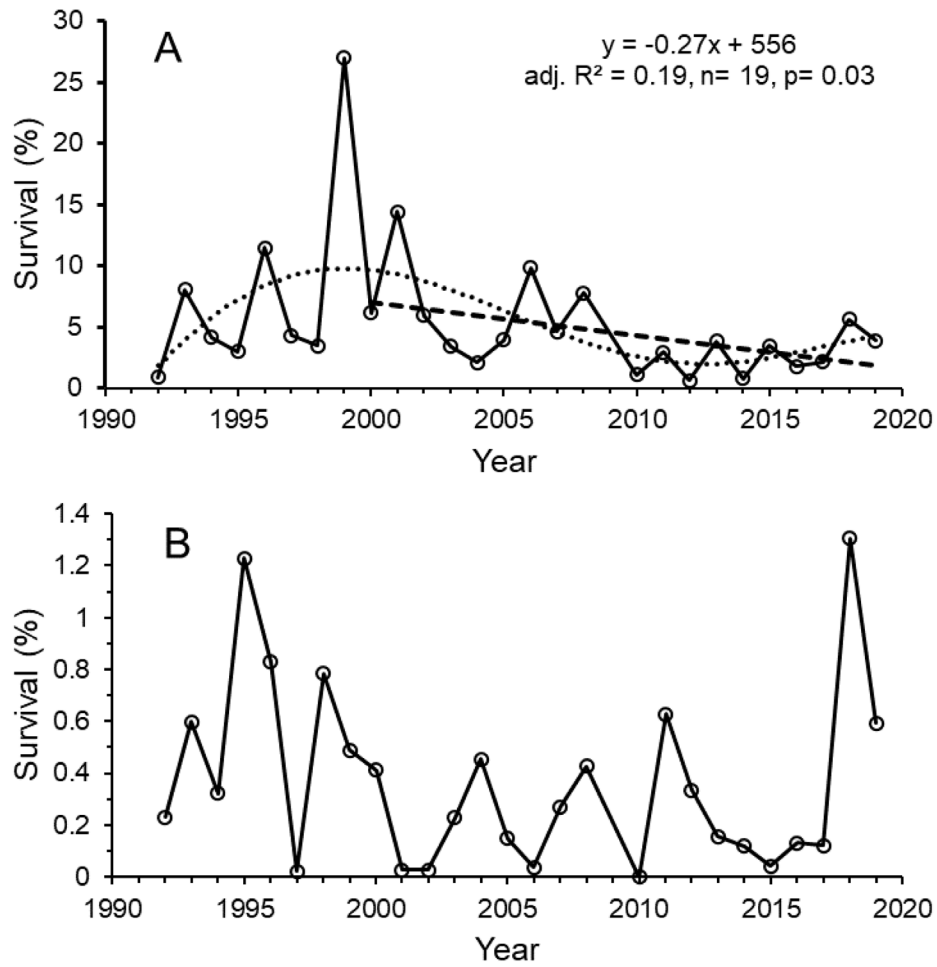 A
y = -0.27x + 556
adj. R² = 0.19, n= 19, p= 0.03
Survival (%)
30
25
20
15
10
5
0
1990 1995 2000 2005 2010 2015 2020
Year
B
Survival (%)
1.4
1.2
1
0.8
0.6
0.4
0.2
0
1990 1995 2000 2005 2010 2015 2020
Year